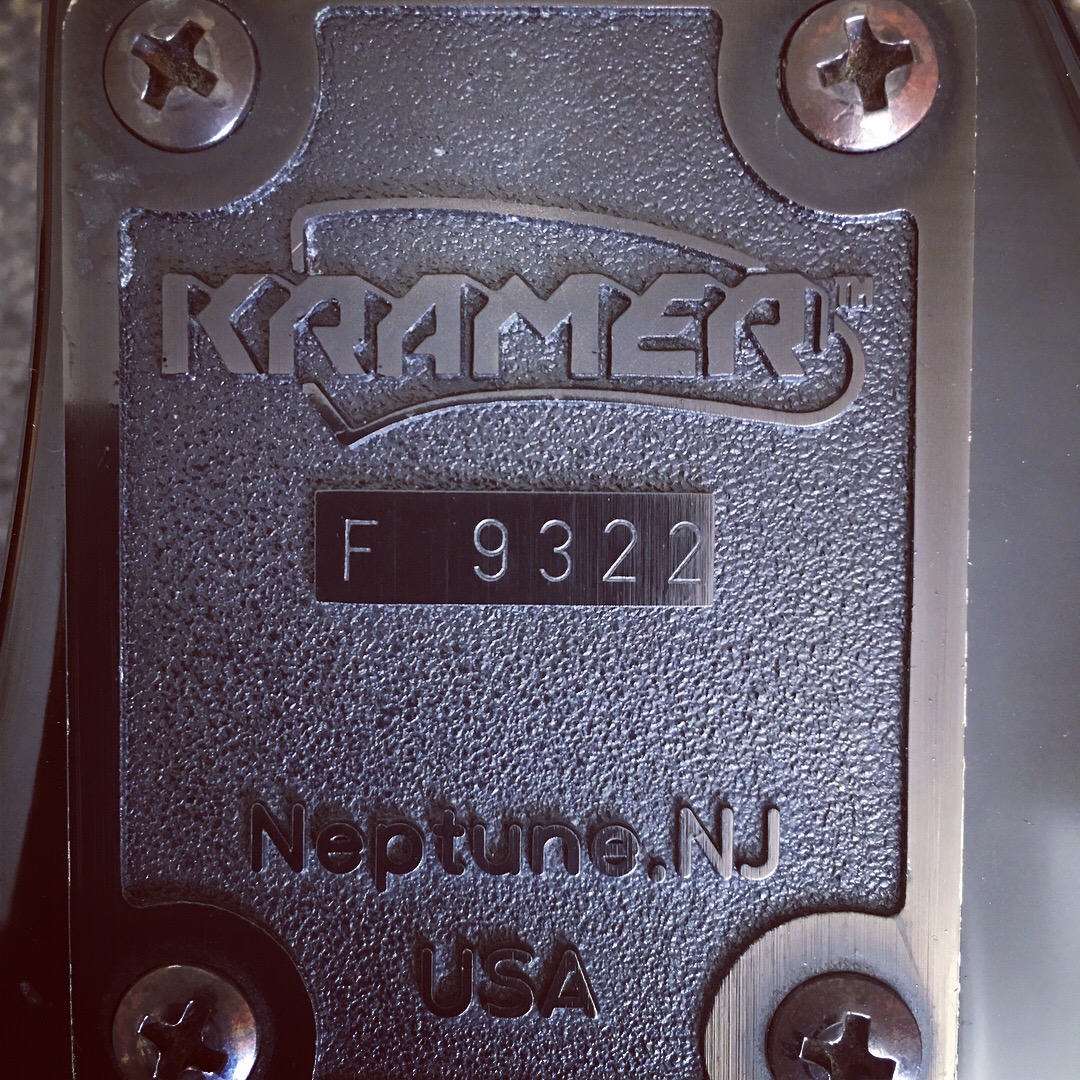 KRAMER™
F 9322
Neptune,NJ
USA